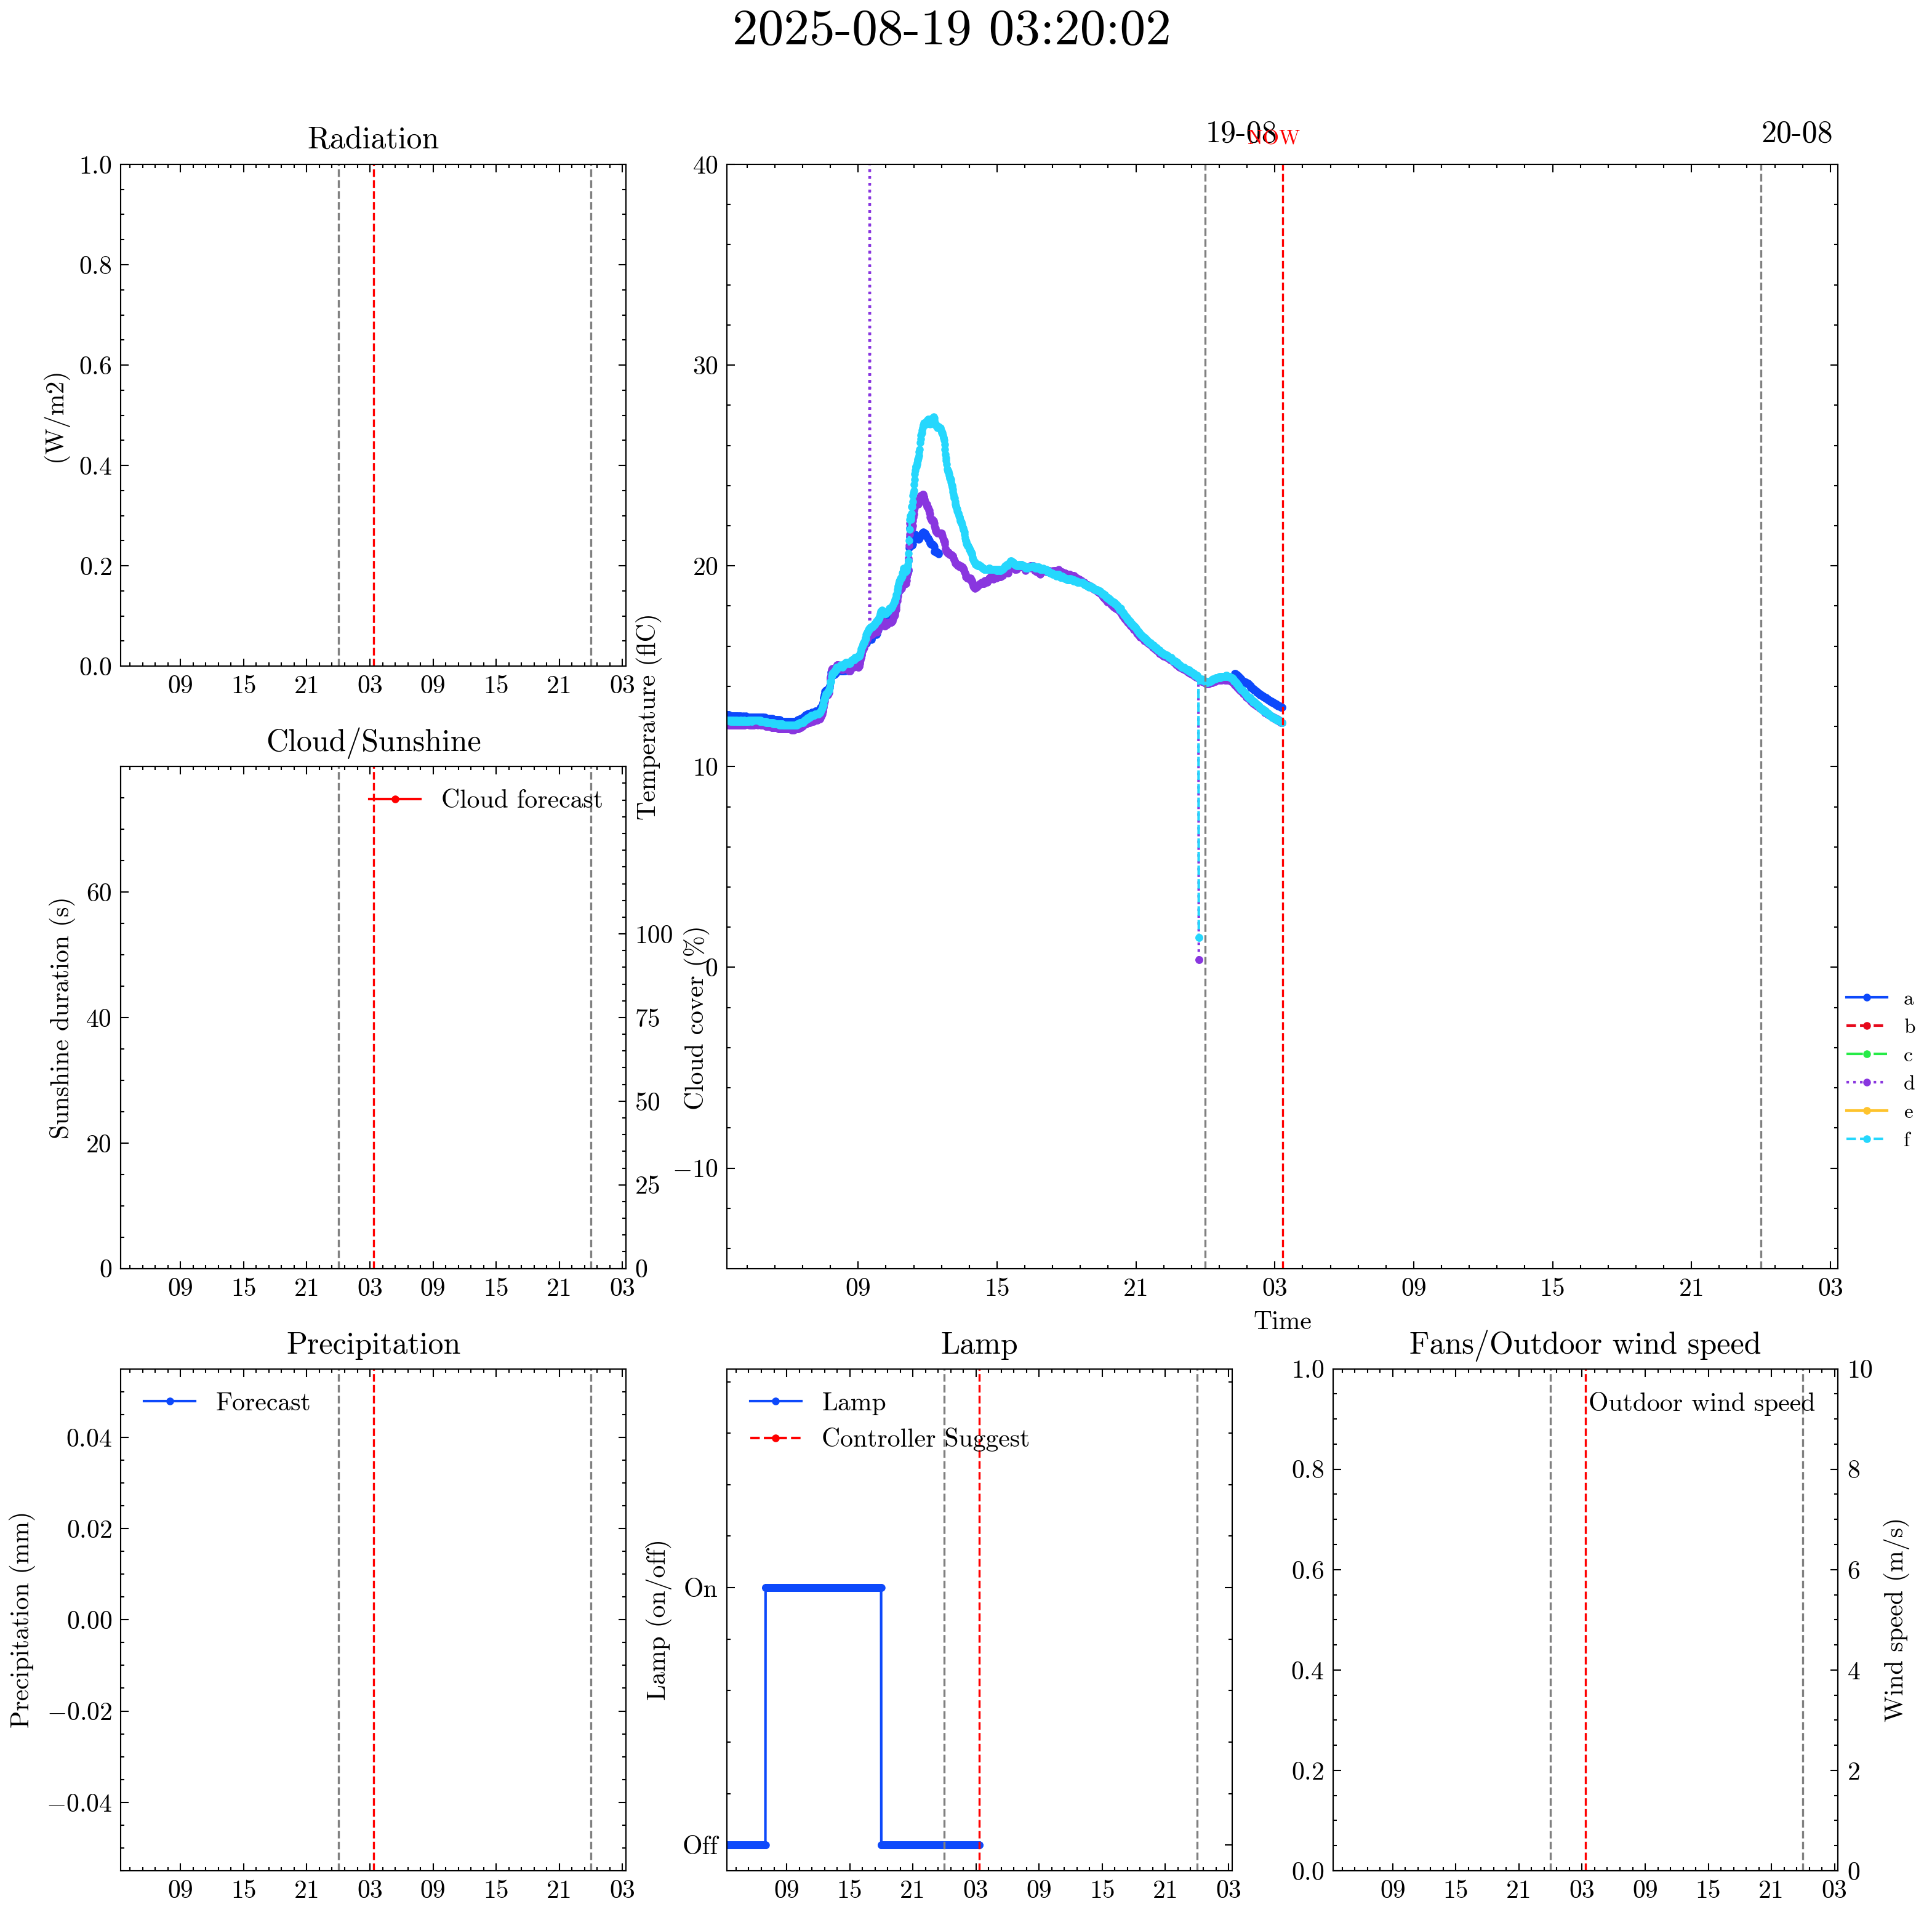 2025-08-19 03:20:02
Radiation
1.0
0.8
0.6
0.4
0.2
0.0
(W/m2)
09 15 21 03 09 15 21 03
19-08
NOW
20-08
40
30
20
10
0
−10
Temperature (flC)
09 15 21 03 09 15 21 03
Time
a
b
c
d
e
f
Cloud/Sunshine
Cloud forecast
60
40
20
0
Sunshine duration (s)
100
75
50
25
0
Cloud cover (%)
09 15 21 03 09 15 21 03
Precipitation
Forecast
0.04
0.02
0.00
−0.02
−0.04
Precipitation (mm)
09 15 21 03 09 15 21 03
Lamp
Lamp
Controller Suggest
On
Off
Lamp (on/off)
09 15 21 03 09 15 21 03
Fans/Outdoor wind speed
Outdoor wind speed
1.0
0.8
0.6
0.4
0.2
0.0
10
8
6
4
2
0
Wind speed (m/s)
09 15 21 03 09 15 21 03